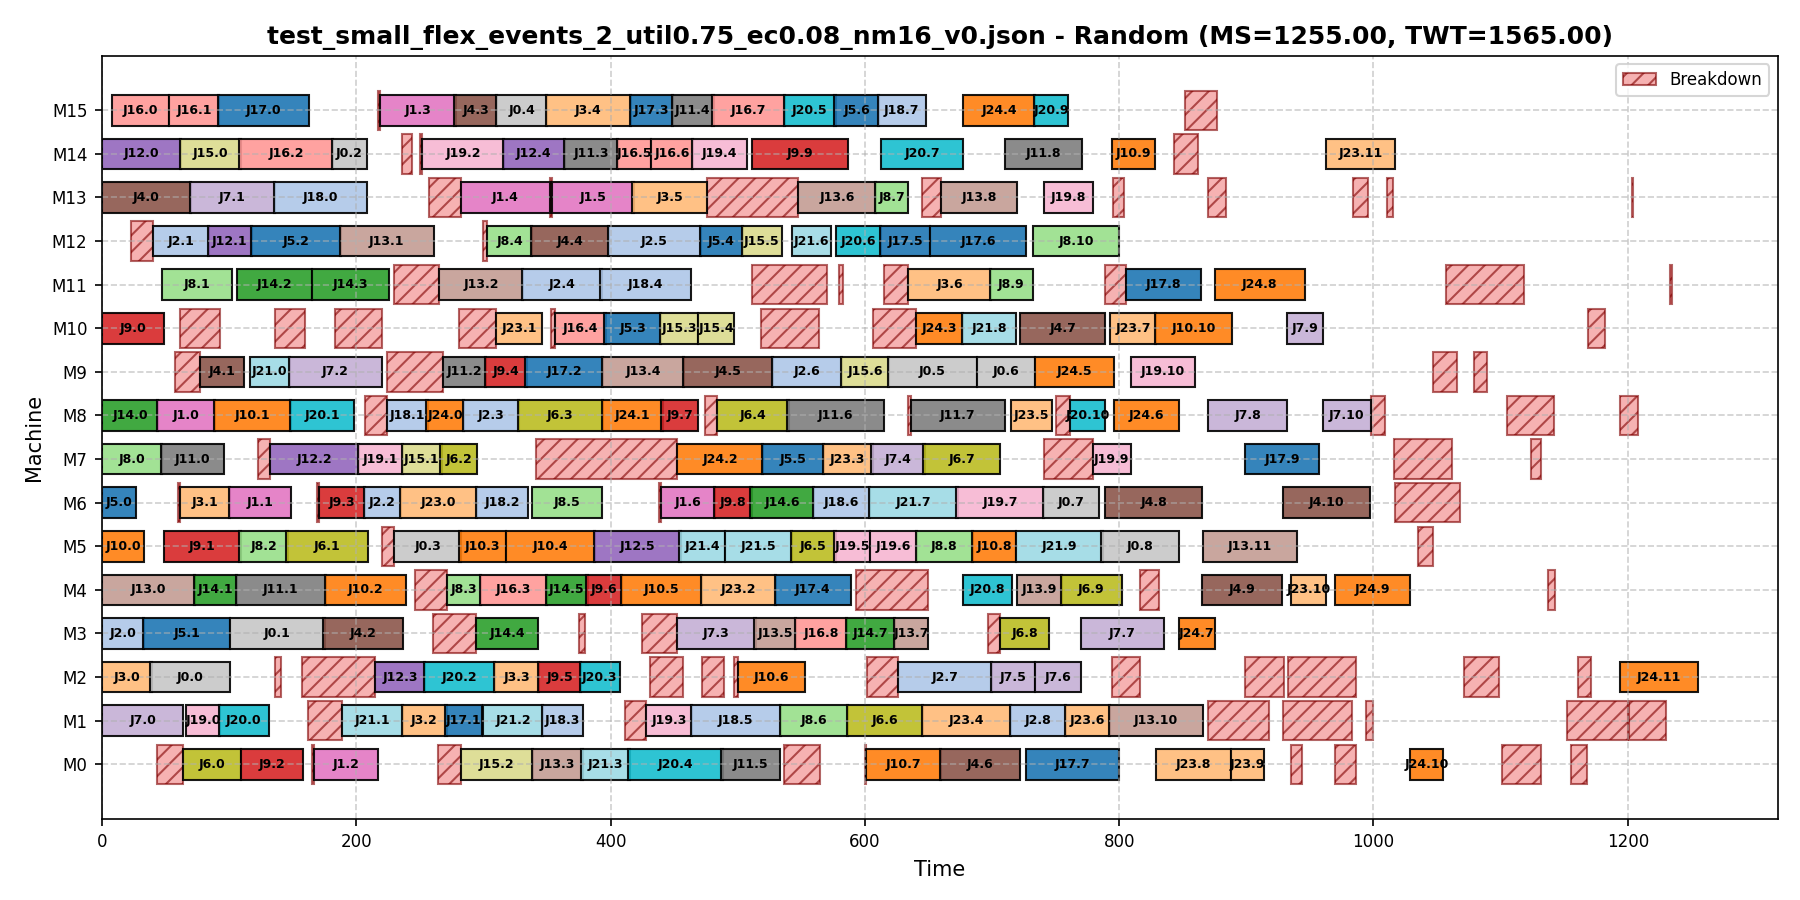 test_small_flex_events_2_util0.75_ec0.08_nm16_v0.json - Random (MS=1255.00, TWT=1565.00)
Breakdown
M15 J16.0 J16.1 J17.0 J1.3 J4.3 J0.4 J3.4 J17.3 J11.4 J16.7 J20.5 J5.6 J18.7 J24.4 J20.9
M14 J12.0 J15.0 J16.2 J0.2 J19.2 J12.4 J11.3 J16.5 J16.6 J19.4 J9.9 J20.7 J11.8 J10.9 J23.11
M13 J4.0 J7.1 J18.0 J1.4 J1.5 J3.5 J13.6 J8.7 J13.8 J19.8
M12 J2.1 J12.1 J5.2 J13.1 J8.4 J4.4 J2.5 J5.4 J15.5 J21.6 J20.6 J17.5 J17.6 J8.10
M11 J8.1 J14.2 J14.3 J13.2 J2.4 J18.4 J3.6 J8.9 J17.8 J24.8
M10 J9.0 J23.1 J16.4 J5.3 J15.3 J15.4 J24.3 J21.8 J4.7 J23.7 J10.10 J7.9
M9 J4.1 J21.0 J7.2 J11.2 J9.4 J17.2 J13.4 J4.5 J2.6 J15.6 J0.5 J0.6 J24.5 J19.10
M8 J14.0 J1.0 J10.1 J20.1 J18.1 J24.0 J2.3 J6.3 J24.1 J9.7 J6.4 J11.6 J11.7 J23.5 J20.10 J24.6 J7.8 J7.10
M7 J8.0 J11.0 J12.2 J19.1 J15.1 J6.2 J24.2 J5.5 J23.3 J7.4 J6.7 J19.9 J17.9
M6 J5.0 J3.1 J1.1 J9.3 J2.2 J23.0 J18.2 J8.5 J1.6 J9.8 J14.6 J18.6 J21.7 J19.7 J0.7 J4.8 J4.10
M5 J10.0 J9.1 J8.2 J6.1 J0.3 J10.3 J10.4 J12.5 J21.4 J21.5 J6.5 J19.5 J19.6 J8.8 J10.8 J21.9 J0.8 J13.11
M4 J13.0 J14.1 J11.1 J10.2 J8.3 J16.3 J14.5 J9.6 J10.5 J23.2 J17.4 J20.8 J13.9 J6.9 J4.9 J23.10 J24.9
M3 J2.0 J5.1 J0.1 J4.2 J14.4 J7.3 J13.5 J16.8 J14.7 J13.7 J6.8 J7.7 J24.7
M2 J3.0 J0.0 J12.3 J20.2 J3.3 J9.5 J20.3 J10.6 J2.7 J7.5 J7.6 J24.11
M1 J7.0 J19.0 J20.0 J21.1 J3.2 J17.1 J21.2 J18.3 J19.3 J18.5 J8.6 J6.6 J23.4 J2.8 J23.6 J13.10
M0 J6.0 J9.2 J1.2 J15.2 J13.3 J21.3 J20.4 J11.5 J10.7 J4.6 J17.7 J23.8 J23.9 J24.10
0 200 400 600 800 1000 1200
Time
Machine